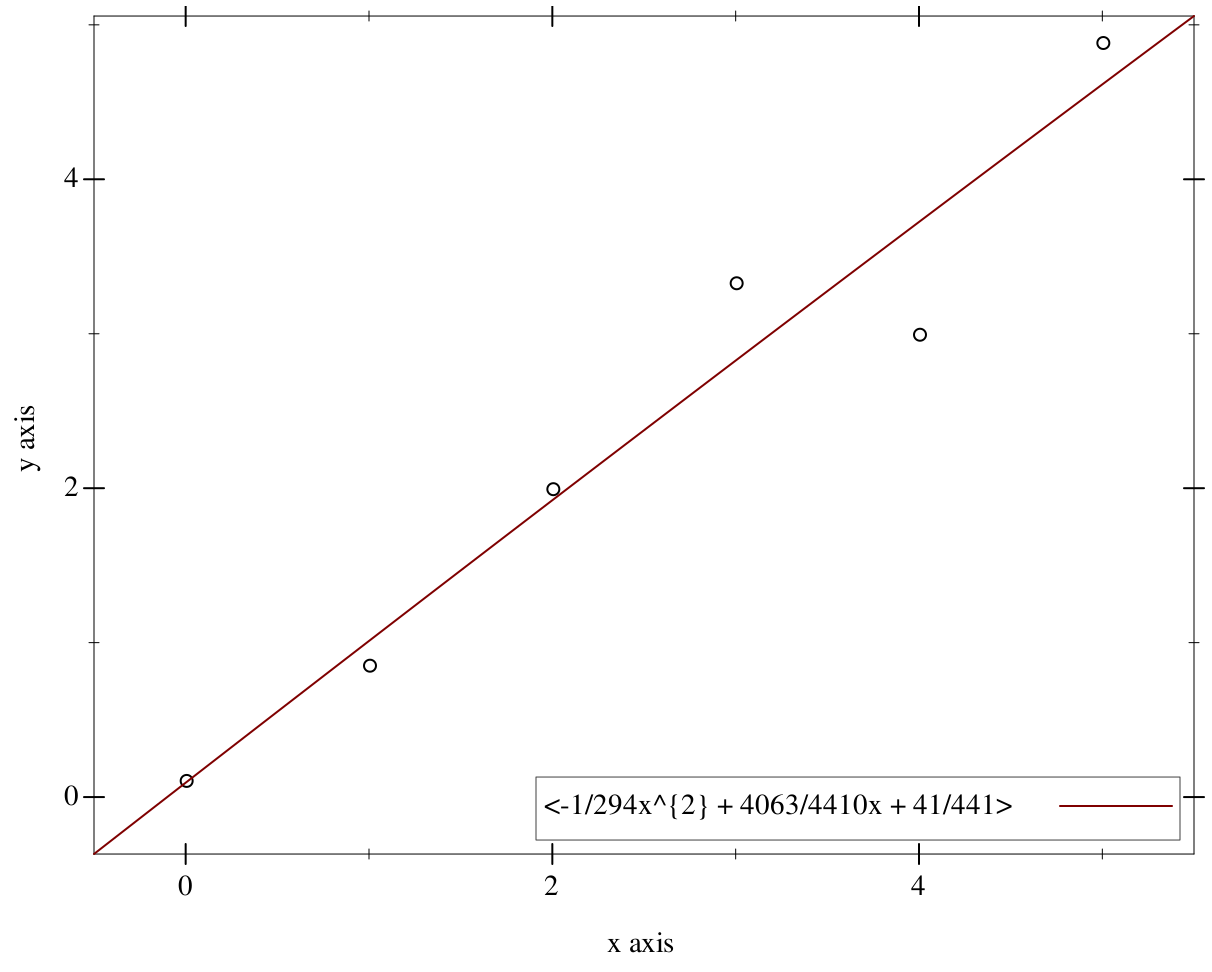 4
2
0
y axis
<-1/294x^{2} + 4063/4410x + 41/441>
0 2 4
x axis